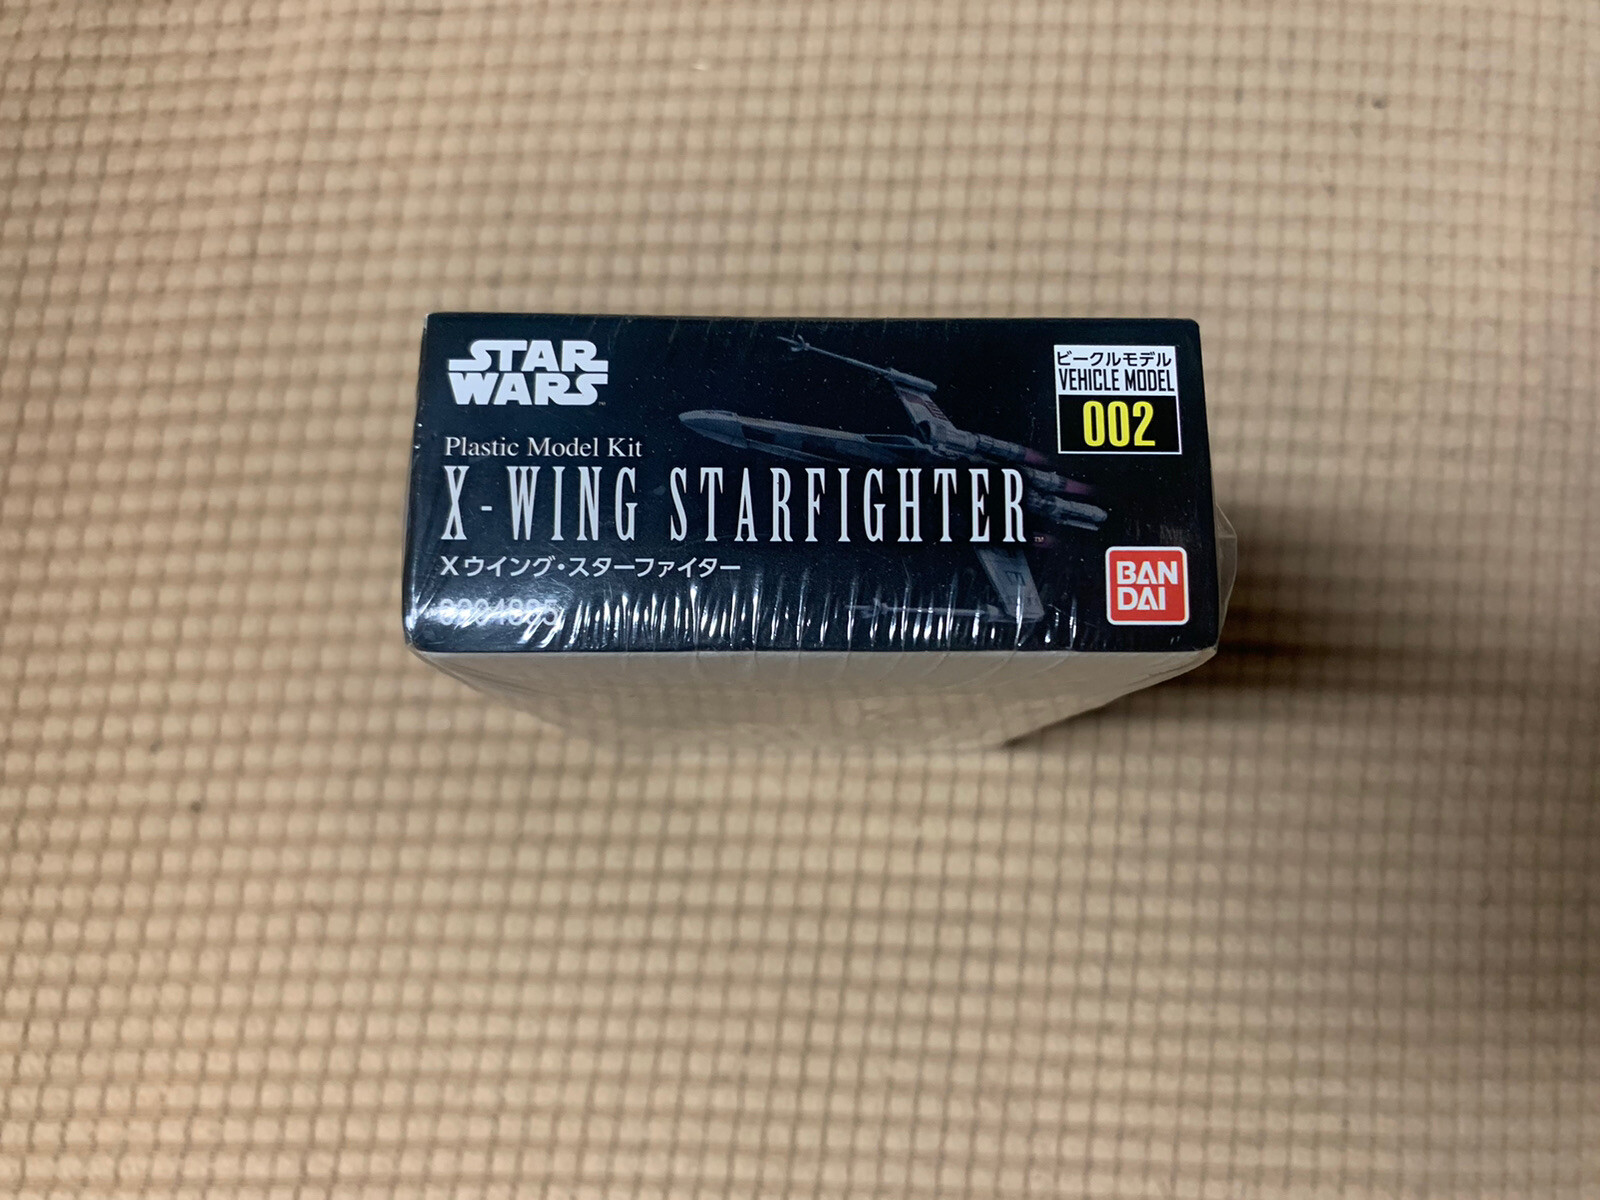 STAR
WARS
Plastic Model Kit
X-WING STARFIGHTER™
Xウイング・スターファイター
ビークルモデル
VEHICLE MODEL
002
BAN
DAI